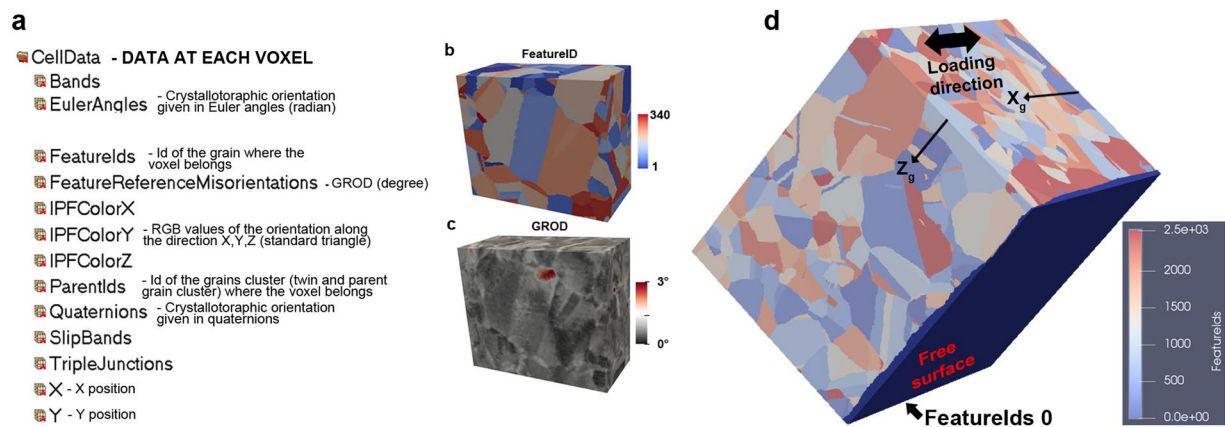 a
CellData - DATA AT EACH VOXEL
Bands
EulerAngles - Crystallotoraphic orientation
given in Euler angles (radian)
FeatureIds - Id of the grain where the
voxel belongs
FeatureReferenceMisorientations - GROD (degree)
IPFColorX
IPFColorY - RGB values of the orientation along
the direction X,Y,Z (standard triangle)
IPFColorZ
ParentIds - Id of the grains cluster (twin and parent
grain cluster) where the voxel belongs
Quaternions - Crystallotoraphic orientation
given in quaternions
SlipBands
TripleJunctions
X - X position
Y - Y position
b
FeatureID
340
1
c
GROD
3°
0°
d
Loading
direction
Xg
Zg
Free
surface
FeatureIds 0
2.5e+03
2000
1500
1000
500
0.0e+00
FeatureIds